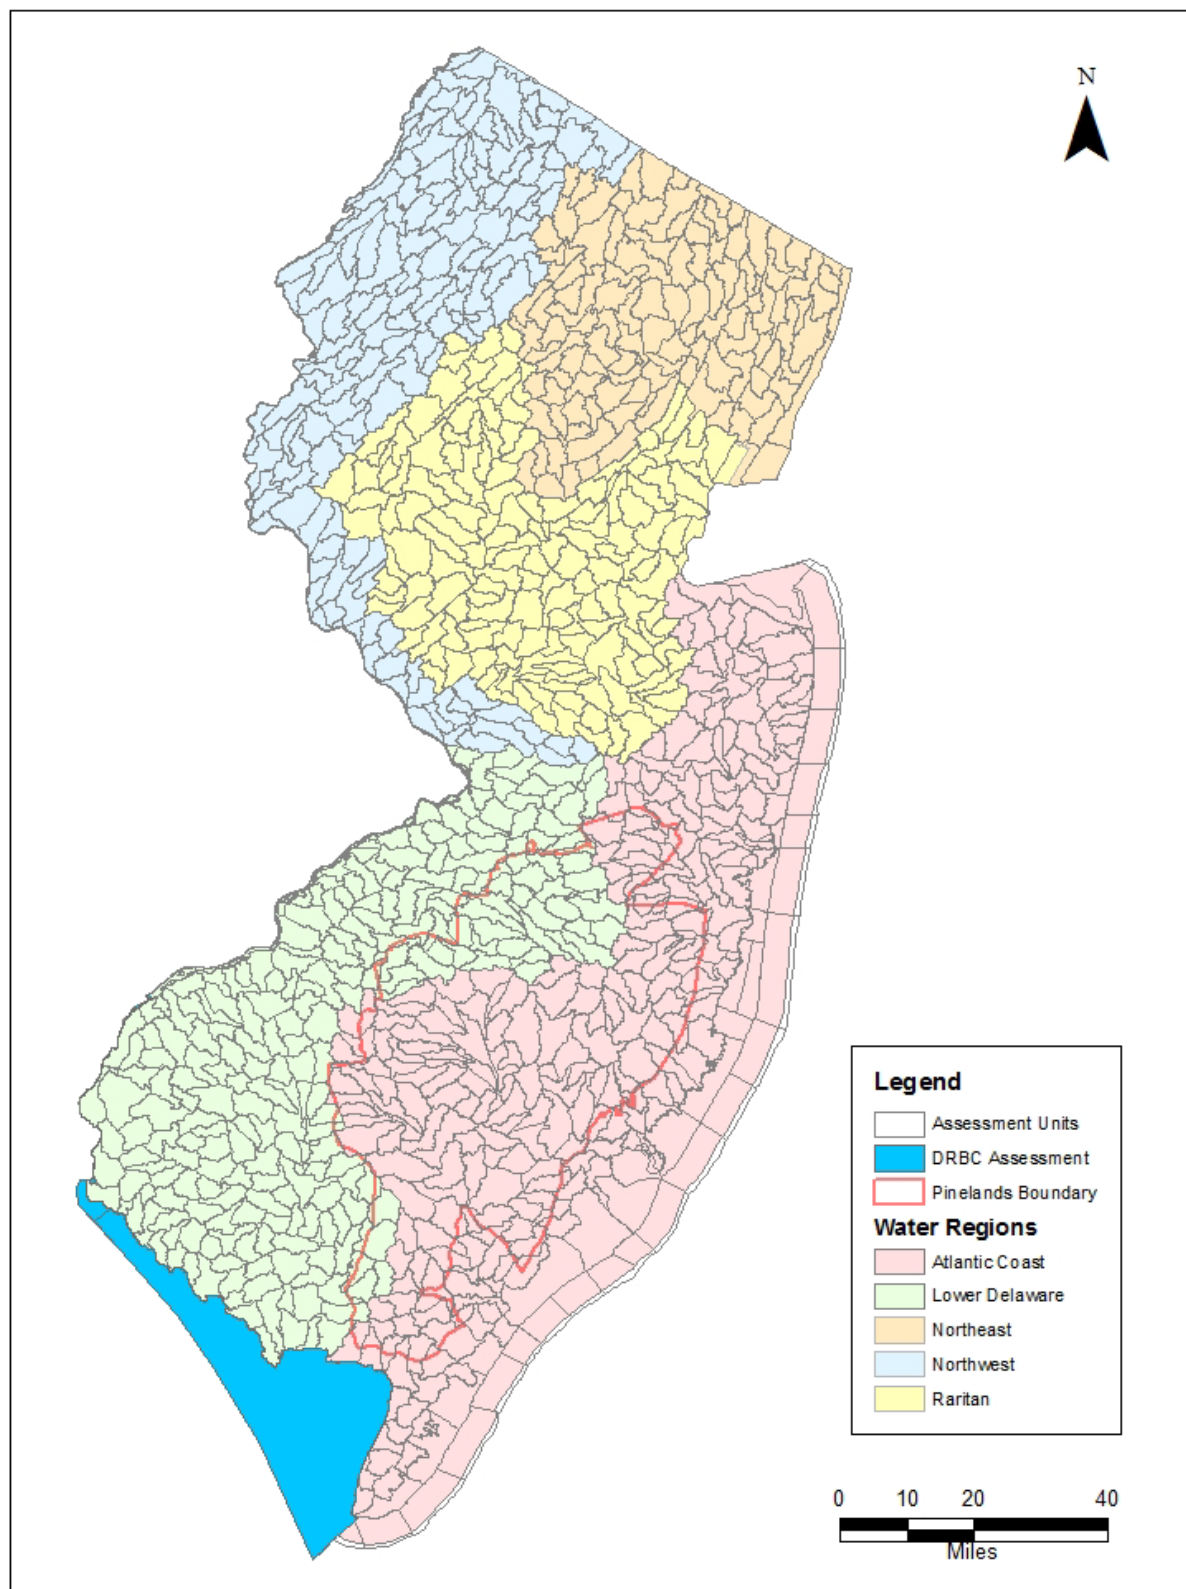 N
Legend
Assessment Units
DRBC Assessment
Pinelands Boundary
Water Regions
Atlantic Coast
Lower Delaware
Northeast
Northwest
Raritan
0 10 20 40
Miles